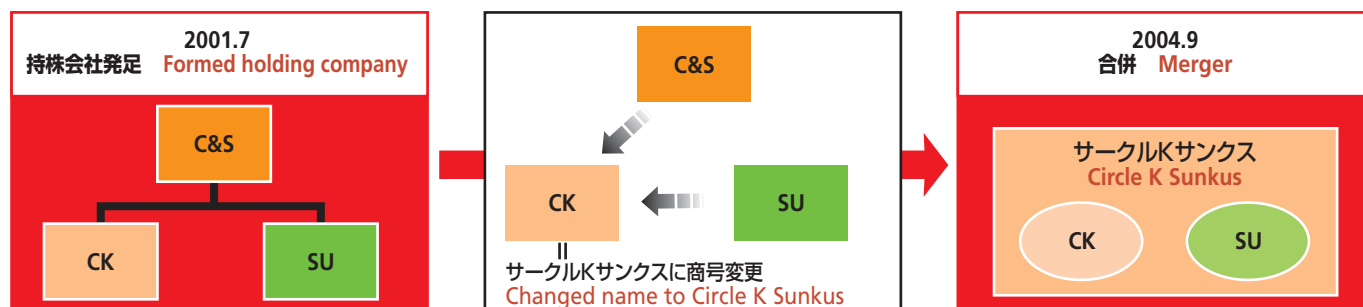 2001.7
持株会社発足 Formed holding company
C&S
CK
SU
C&S
CK
SU
=
サークルKサンクスに商号変更
Changed name to Circle K Sunkus
2004.9
合併 Merger
サークルKサンクス
Circle K Sunkus
CK
SU